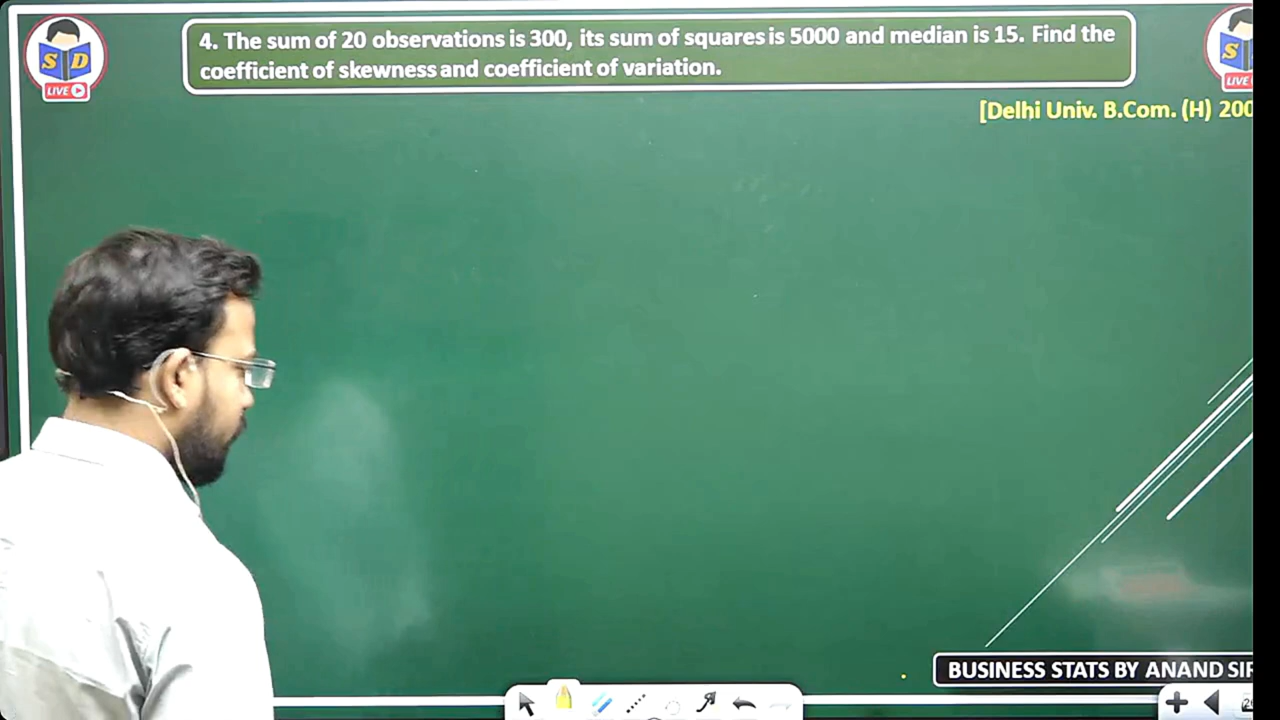 4. The sum of 20 observations is 300, its sum of squares is 5000 and median is 15. Find the
coefficient of skewness and coefficient of variation.
S D
LIVE
S
LIVE
[Delhi Univ. B.Com. (H) 200
BUSINESS STATS BY ANAND SIR